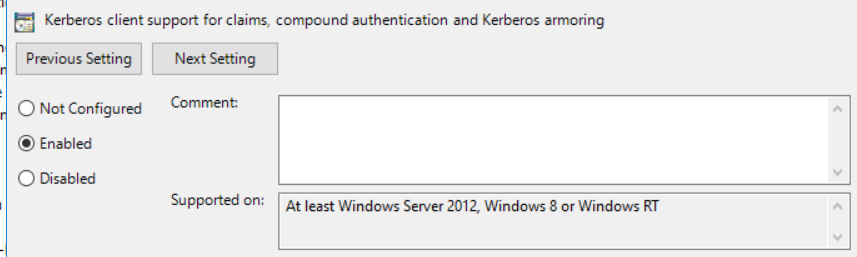 Kerberos client support for claims, compound authentication and Kerberos armoring
Previous Setting
Next Setting
Not Configured
Comment:
Enabled
Disabled
Supported on:
At least Windows Server 2012, Windows 8 or Windows RT